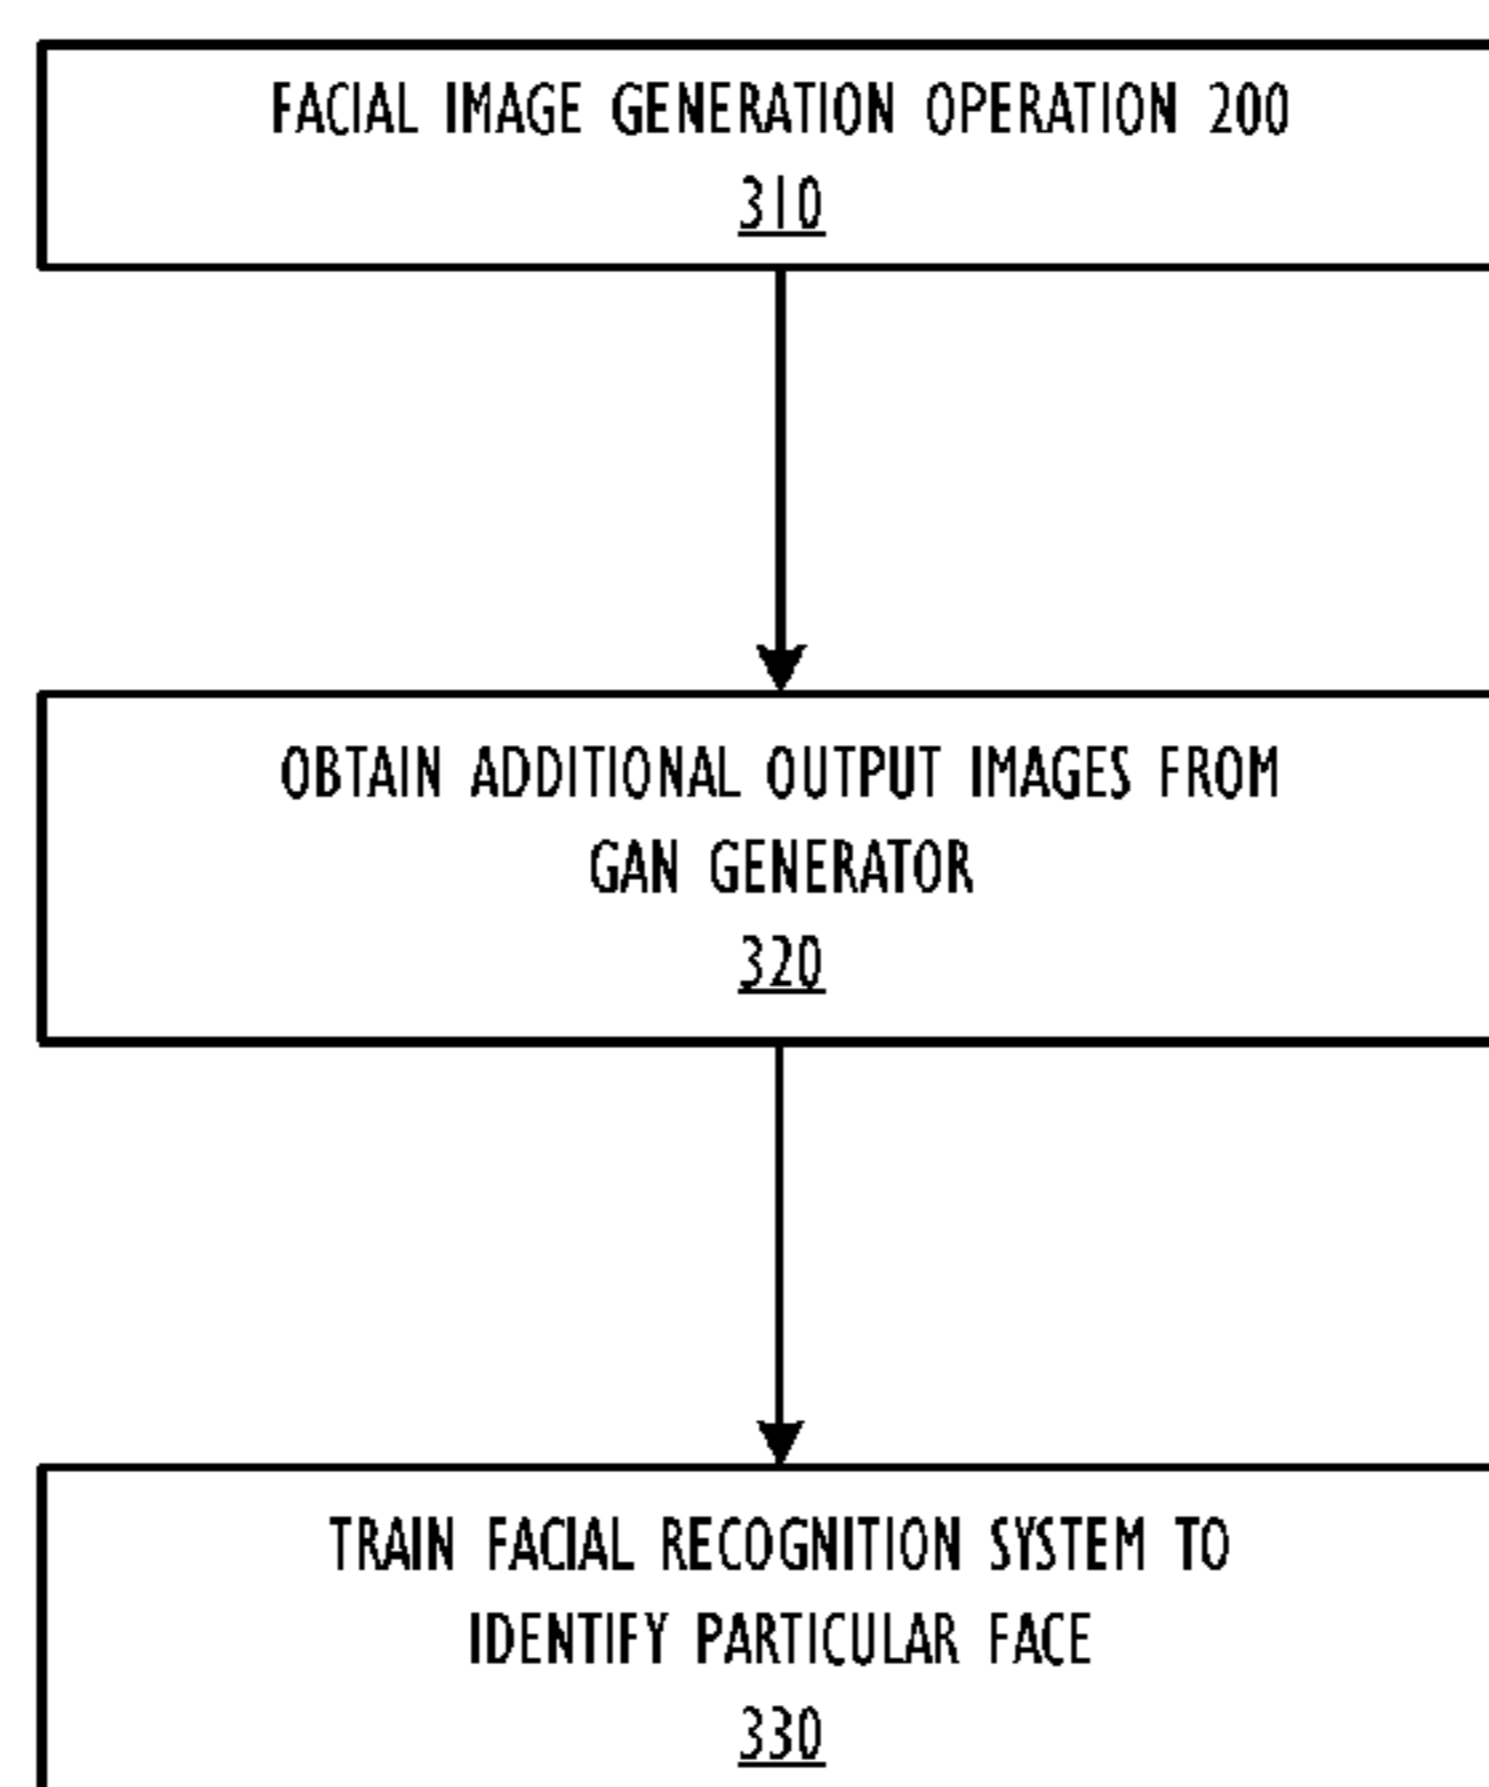 FACIAL IMAGE GENERATION OPERATION 200
310
OBTAIN ADDITIONAL OUTPUT IMAGES FROM
GAN GENERATOR
320
TRAIN FACIAL RECOGNITION SYSTEM TO
IDENTIFY PARTICULAR FACE
330